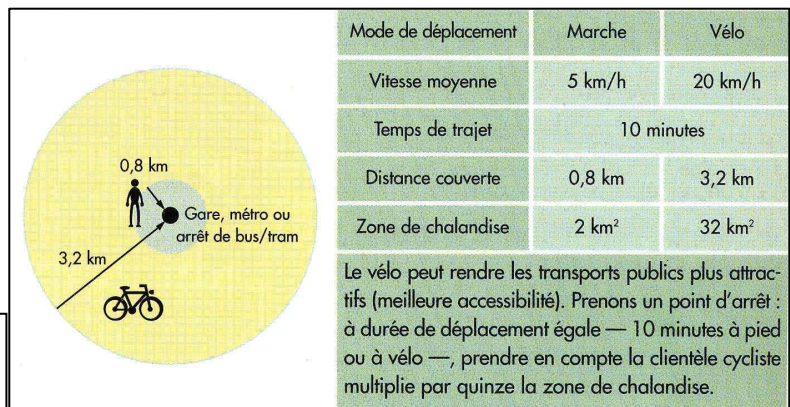 0,8 km
Gare, métro ou
arrêt de bus/tram
3,2 km
Mode de déplacement Marche Vélo
Vitesse moyenne 5 km/h 20 km/h
Temps de trajet 10 minutes
Distance couverte 0,8 km 3,2 km
Zone de chalandise 2 km² 32 km²
Le vélo peut rendre les transports publics plus attrac-
tifs (meilleure accessibilité). Prenons un point d’arrêt :
à durée de déplacement égale — 10 minutes à pied
ou à vélo —, prendre en compte la clientèle cycliste
multiplie par quinze la zone de chalandise.